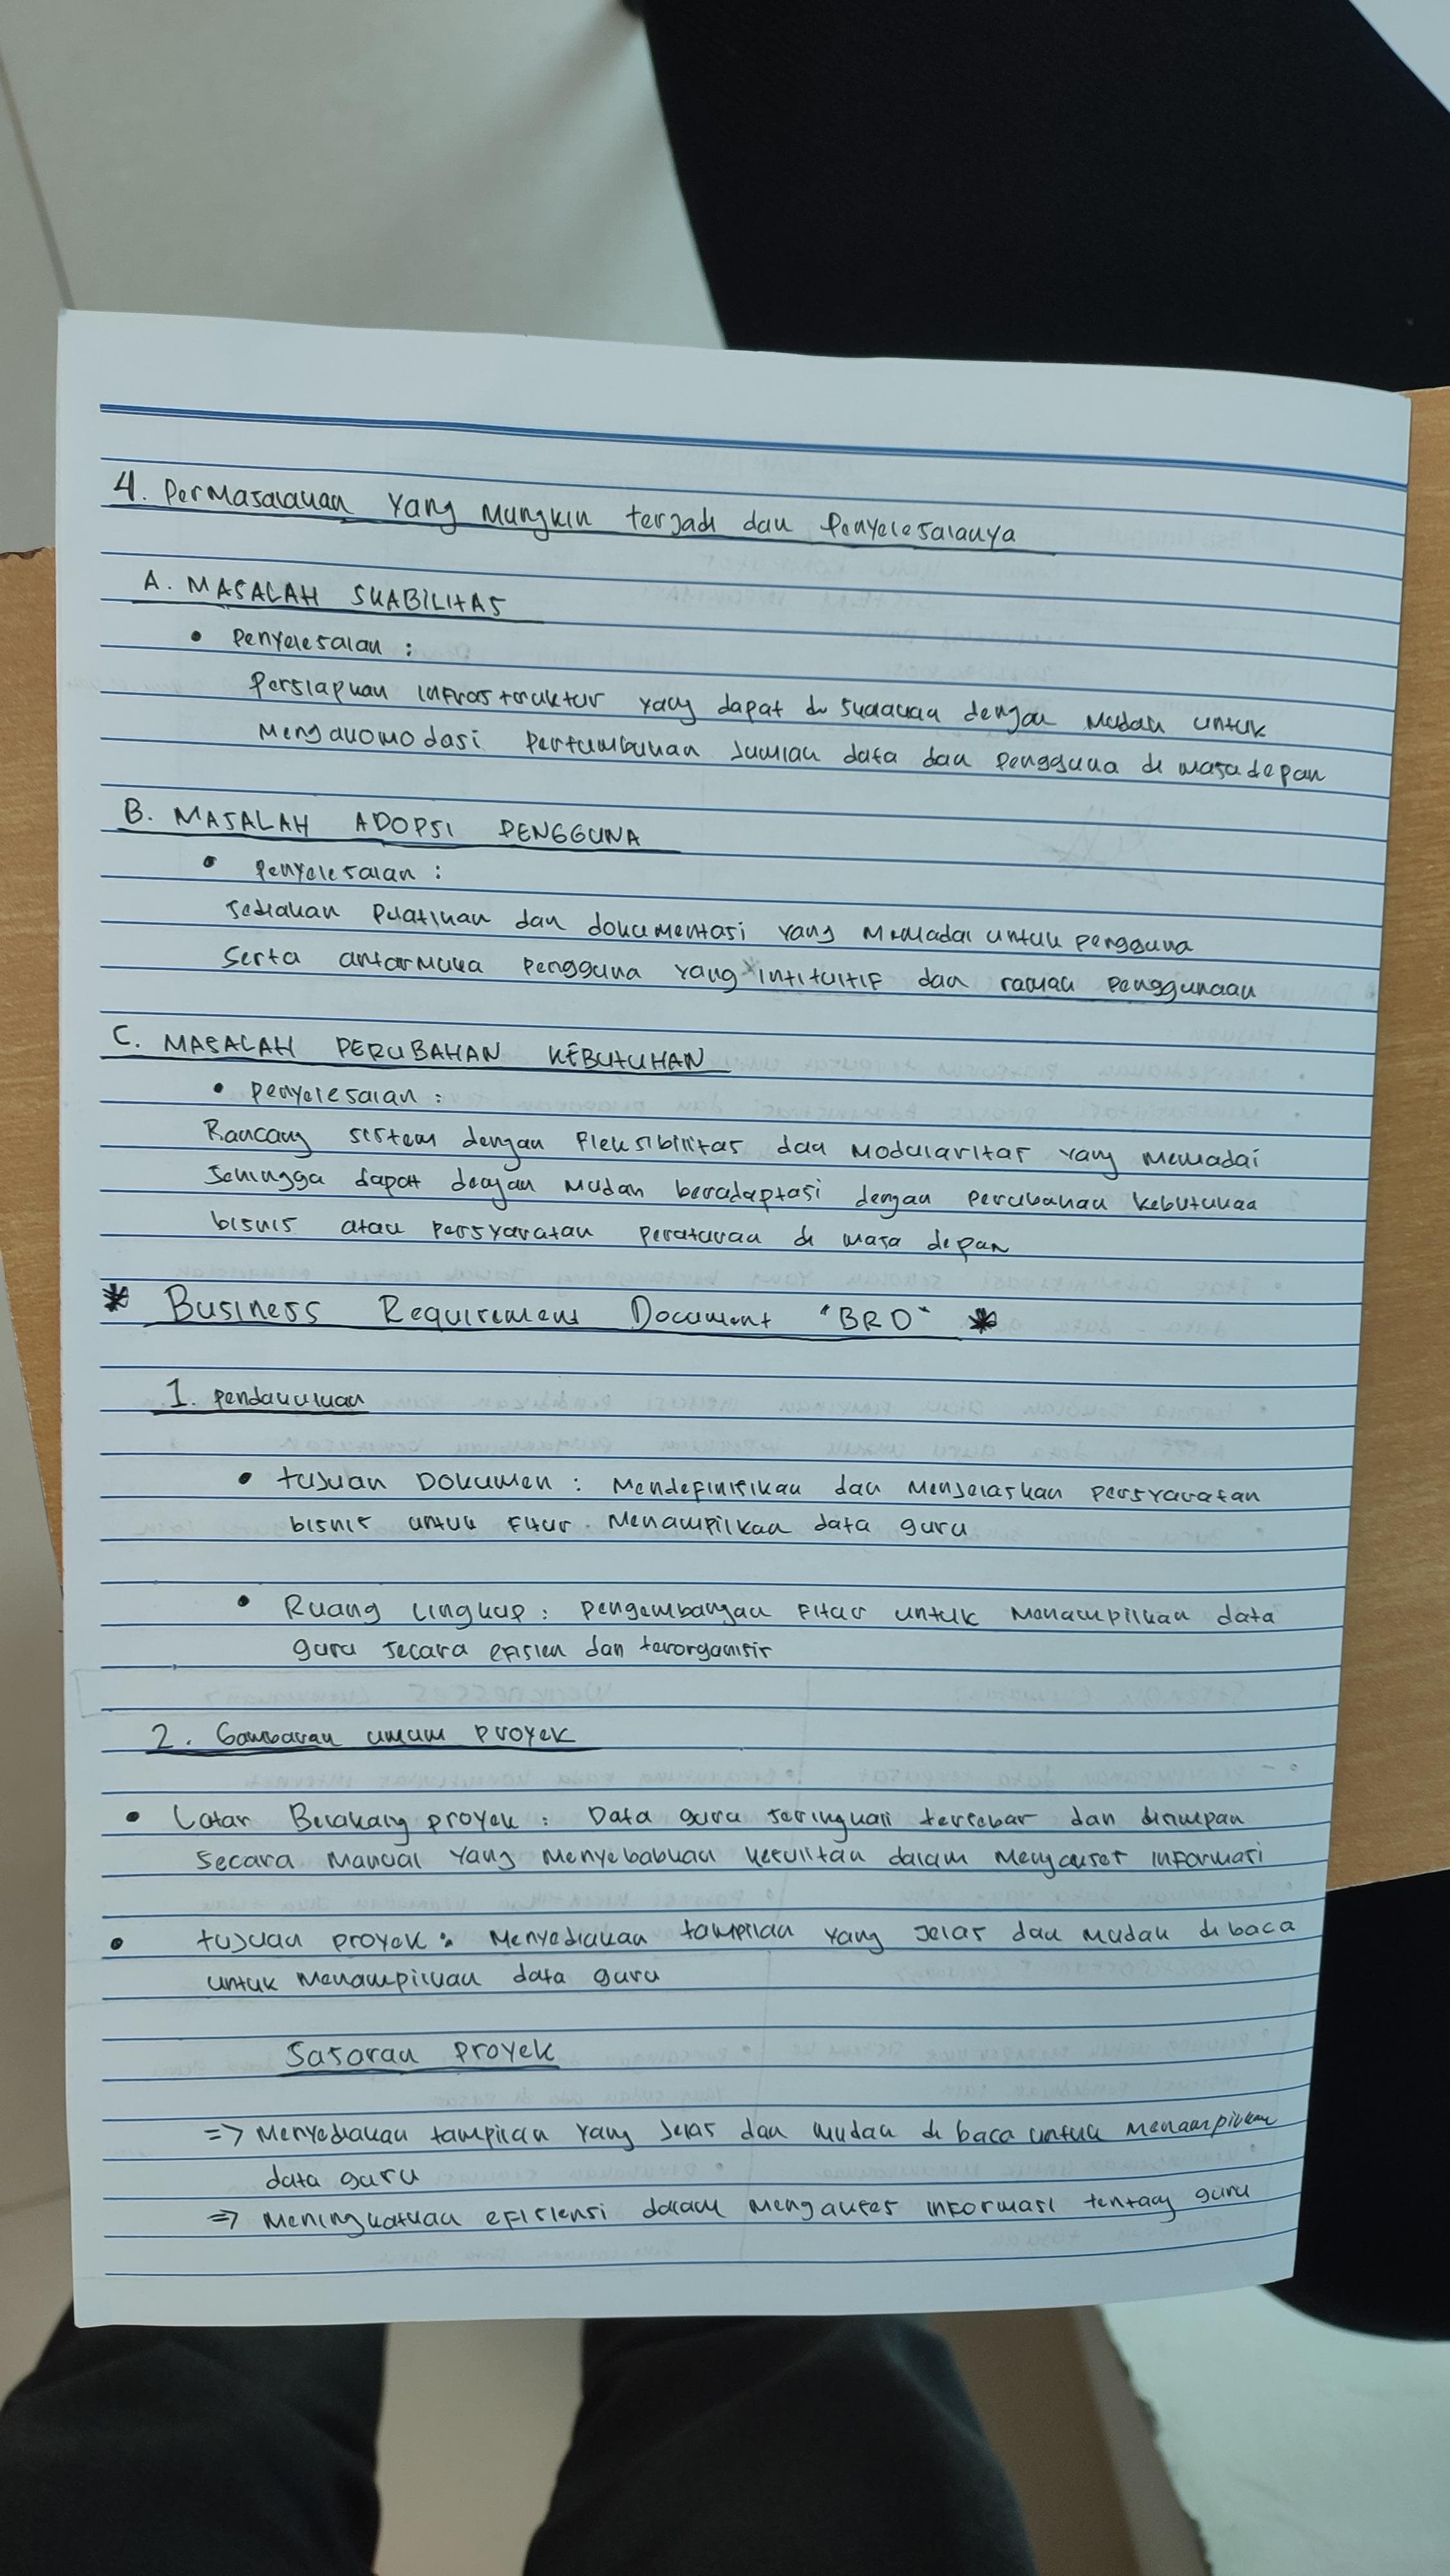 4. Permasalahan yang mungkin terjadi dan Penyelesaianya
A. MASALAH SKABILITAS
• Penyelesaian :
Persiapkan infrastruktur yang dapat di skalakan dengan mudah untuk
Mengakomodasi pertumbuhan jumlah data dan pengguna di masa depan
B. MASALAH ADOPSI PENGGUNA
• Penyelesaian :
Sediakan pelatihan dan dokumentasi yang memadai untuk pengguna
Serta antarmuka pengguna yang intituitif dan ramah penggunaan
C. MASALAH PERUBAHAN KEBUTUHAN
• Penyelesaian :
Rancang sistem dengan fleksibilitas dan modularitas yang memadai
Sehingga dapat dengan mudah beradaptasi dengan perubahan kebutuhan
bisnis atau persyaratan peraturan di masa depan
* Business Requirement Document "BRD" *
1. Pendahuluan
• tujuan Dokumen : Mendefinisikan dan Menjelaskan persyaratan
bisnis untuk fitur. Menampilkan data guru
• Ruang Lingkup : pengembangan fitur untuk Menampilkan data
guru secara efisien dan terorganisir
2. Gambaran umum proyek
• Latar Belakang proyek : Data guru seringkali tersebar dan disimpan
Secara Manual Yang Menyebabkan kesulitan dalam Mengakses informasi
• tujuan proyek : Menyediakan tampilan yang jelas dan mudah di baca
untuk Menampilkan data guru
Sasaran proyek
=> Menyediakan tampilan yang jelas dan mudah di baca untuk Menampilkan
data guru
=> Meningkatkan efisiensi dalam Mengakses informasi tentang guru